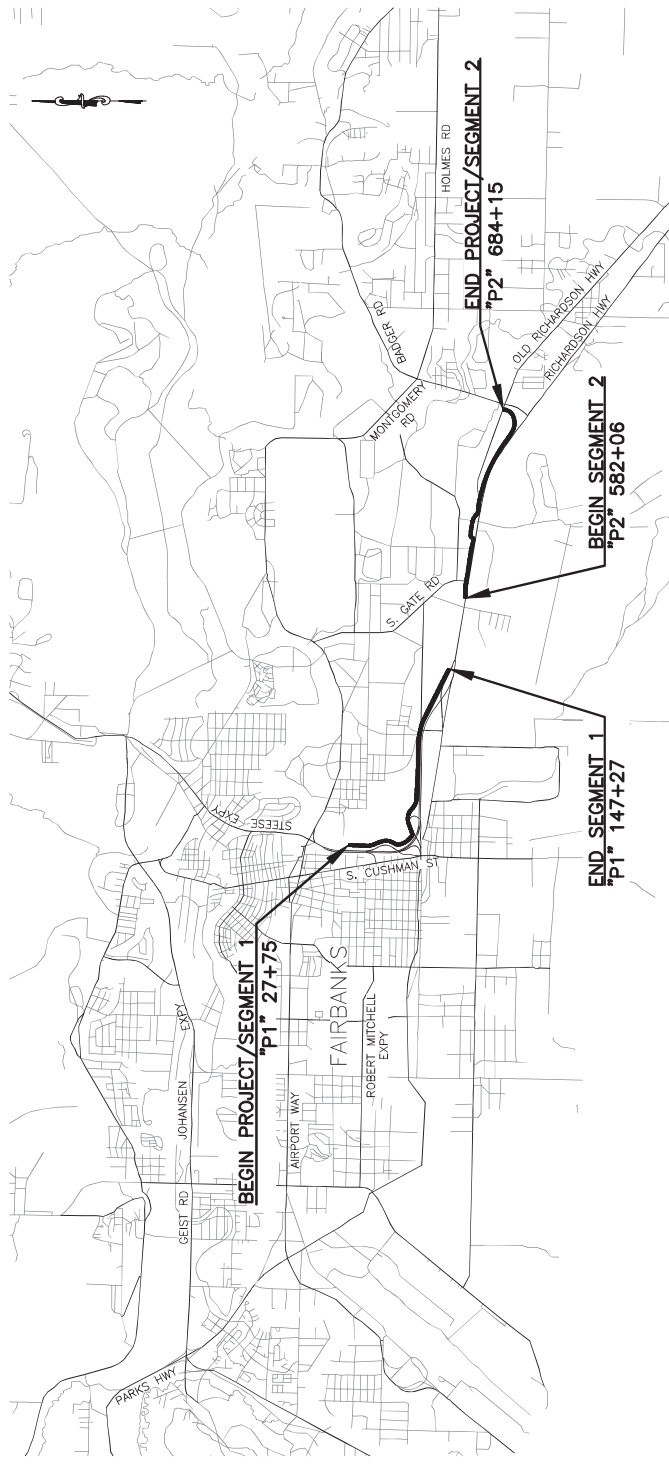 BEGIN PROJECT/SEGMENT 1
"P1" 27+75
END SEGMENT 1
"P1" 147+27
BEGIN SEGMENT 2
"P2" 582+06
END PROJECT/SEGMENT 2
"P2" 684+15
PARKS HWY
GEIST RD
JOHANSEN
EXPY
AIRPORT WAY
FAIRBANKS
ROBERT MITCHELL
EXPY
S. CUSHMAN ST
STEESE EXPY
S. GATE RD
MONTGOMERY
RD
BADGER RD
HOLMES RD
OLD RICHARDSON HWY
RICHARDSON HWY